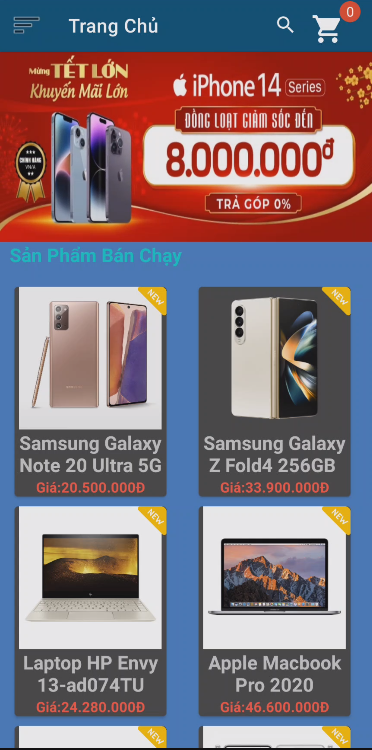 0
Trang Chủ
Mừng TẾT LỚN
Khuyến Mãi Lớn
iPhone 14 Series
ĐỒNG LOẠT GIẢM SỐC ĐẾN
8.000.000đ
CHÍNH HÃNG
VN/A
TRẢ GÓP 0%
Sản Phẩm Bán Chạy
NEW
NEW
Samsung Galaxy
Note 20 Ultra 5G
Giá:20.500.000Đ
Samsung Galaxy
Z Fold4 256GB
Giá:33.900.000Đ
NEW
NEW
Laptop HP Envy
13-ad074TU
Giá:24.280.000Đ
Apple Macbook
Pro 2020
Giá:46.600.000Đ
NEW
NEW